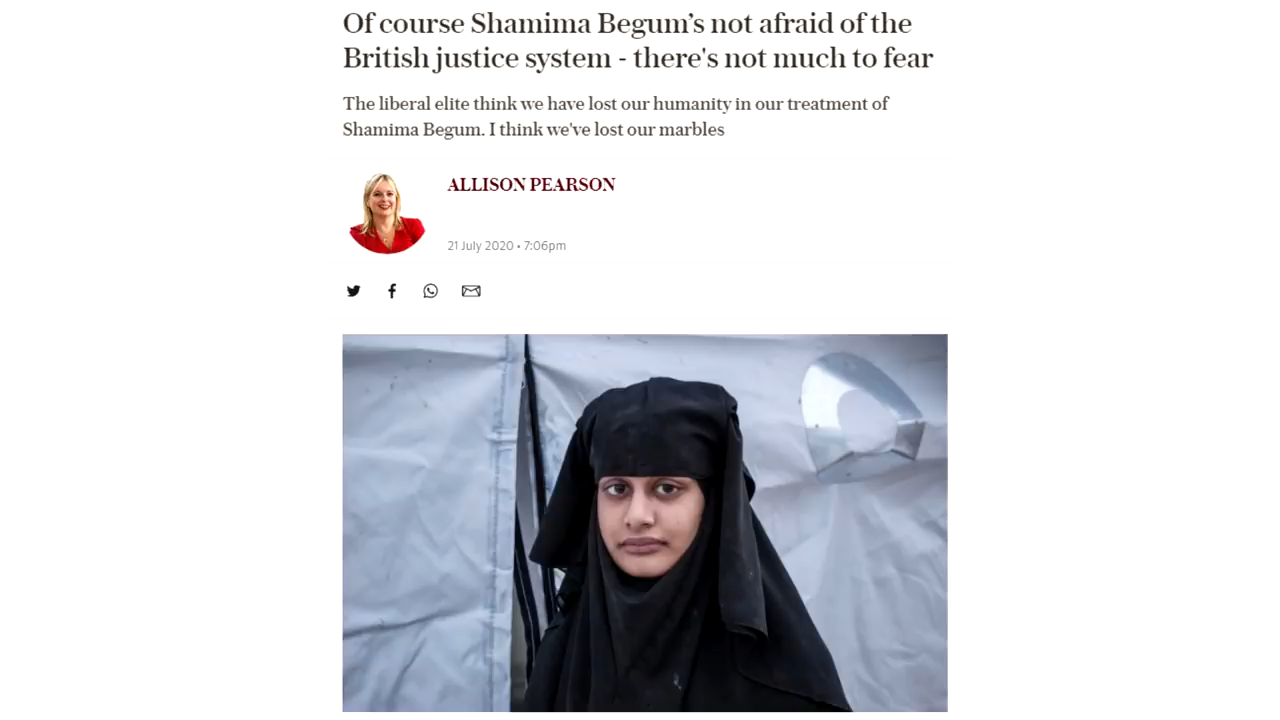 Of course Shamima Begum’s not afraid of the
British justice system - there's not much to fear
The liberal elite think we have lost our humanity in our treatment of
Shamima Begum. I think we've lost our marbles
ALLISON PEARSON
21 July 2020 • 7:06pm